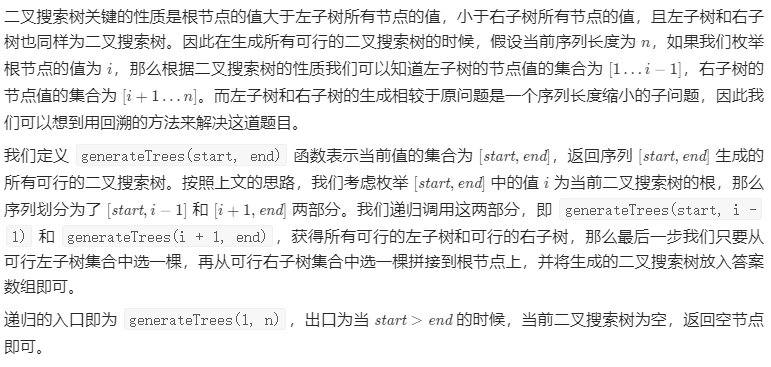 二叉搜索树关键的性质是根节点的值大于左子树所有节点的值，小于右子树所有节点的值，且左子树和右子
树也同样为二叉搜索树。因此在生成所有可行的二叉搜索树的时候，假设当前序列长度为 n，如果我们枚举
根节点的值为 i，那么根据二叉搜索树的性质我们可以知道左子树的节点值的集合为 [1…i−1]，右子树的
节点值的集合为 [i+1…n]。而左子树和右子树的生成相较于原问题是一个序列长度缩小的子问题，因此我
们可以想到用回溯的方法来解决这道题目。
我们定义 generateTrees(start, end) 函数表示当前值的集合为 [start,end]，返回序列 [start,end] 生成的
所有可行的二叉搜索树。按照上文的思路，我们考虑枚举 [start,end] 中的值 i 为当前二叉搜索树的根，那么
序列划分为了 [start,i−1] 和 [i+1,end] 两部分。我们递归调用这两部分，即 generateTrees(start, i -
1) 和 generateTrees(i + 1, end) ，获得所有可行的左子树和可行的右子树，那么最后一步我们只要从
可行左子树集合中选一棵，再从可行右子树集合中选一棵拼接到根节点上，并将生成的二叉搜索树放入答案
数组即可。
递归的入口即为 generateTrees(1, n) ，出口为当 start > end 的时候，当前二叉搜索树为空，返回空节点
即可。